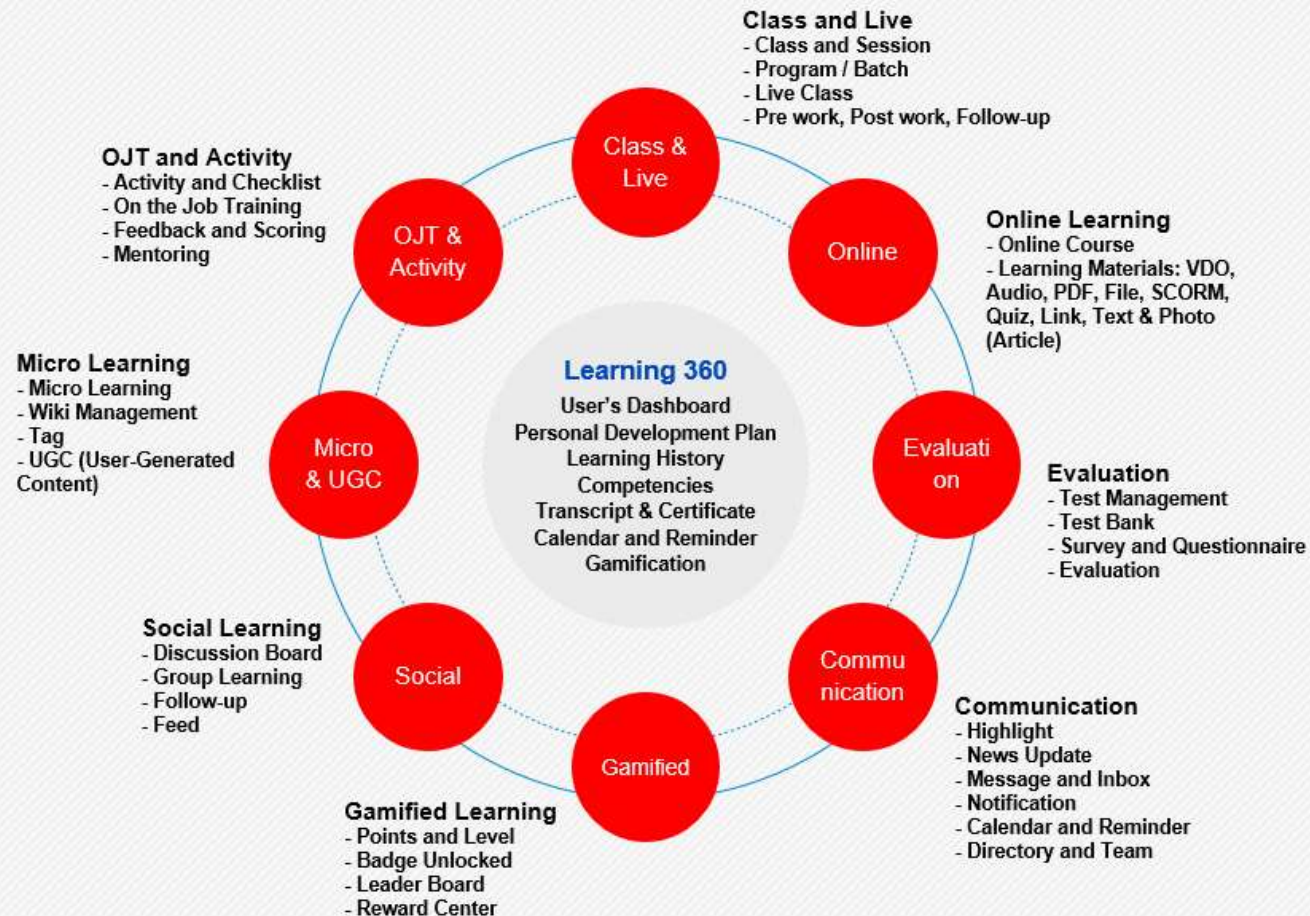 Class and Live
- Class and Session
- Program / Batch
- Live Class
- Pre work, Post work, Follow-up
Class &
Live
OJT and Activity
- Activity and Checklist
- On the Job Training
- Feedback and Scoring
- Mentoring
OJT &
Activity
Online
Online Learning
- Online Course
- Learning Materials: VDO,
Audio, PDF, File, SCORM,
Quiz, Link, Text & Photo
(Article)
Micro Learning
- Micro Learning
- Wiki Management
- Tag
- UGC (User-Generated
Content)
Micro
& UGC
Learning 360
User's Dashboard
Personal Development Plan
Learning History
Competencies
Transcript & Certificate
Calendar and Reminder
Gamification
Evaluati
on
Evaluation
- Test Management
- Test Bank
- Survey and Questionnaire
- Evaluation
Social Learning
- Discussion Board
- Group Learning
- Follow-up
- Feed
Social
Commu
nication
Communication
- Highlight
- News Update
- Message and Inbox
- Notification
- Calendar and Reminder
- Directory and Team
Gamified
Gamified Learning
- Points and Level
- Badge Unlocked
- Leader Board
- Reward Center